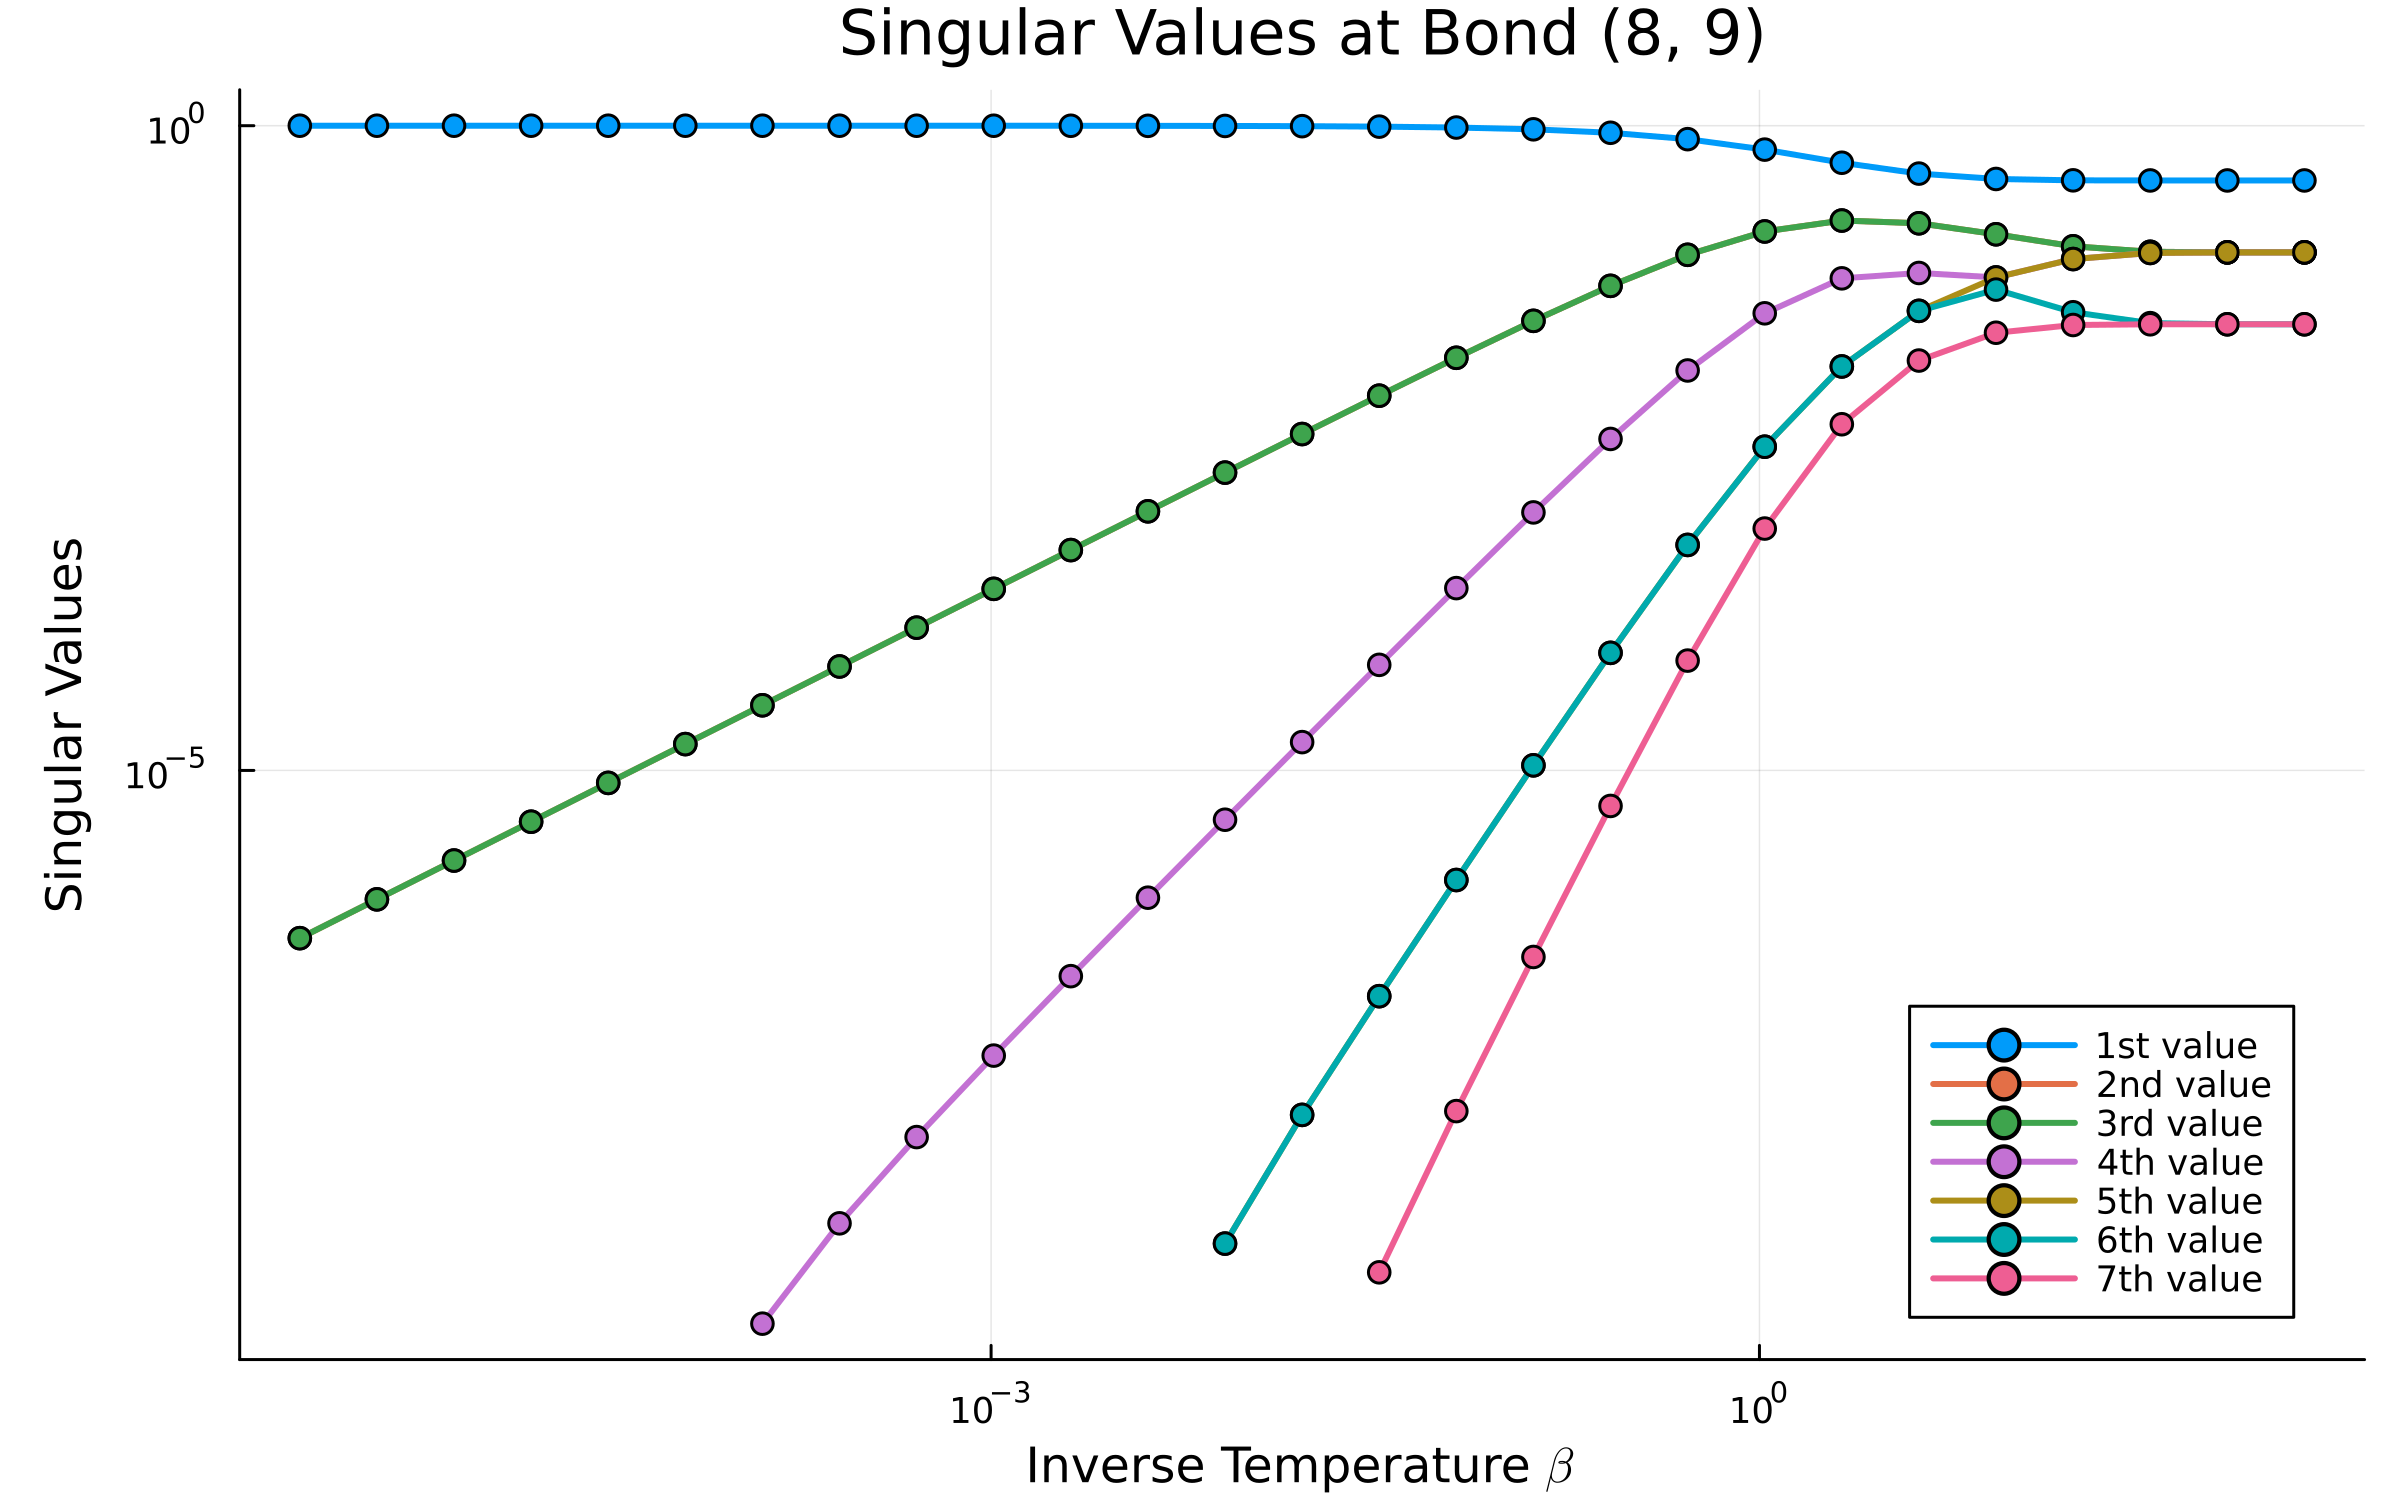 Singular Values at Bond (8, 9)
10⁰
10⁻⁵
Singular Values
10⁻³
10⁰
Inverse Temperature β
1st value
2nd value
3rd value
4th value
5th value
6th value
7th value